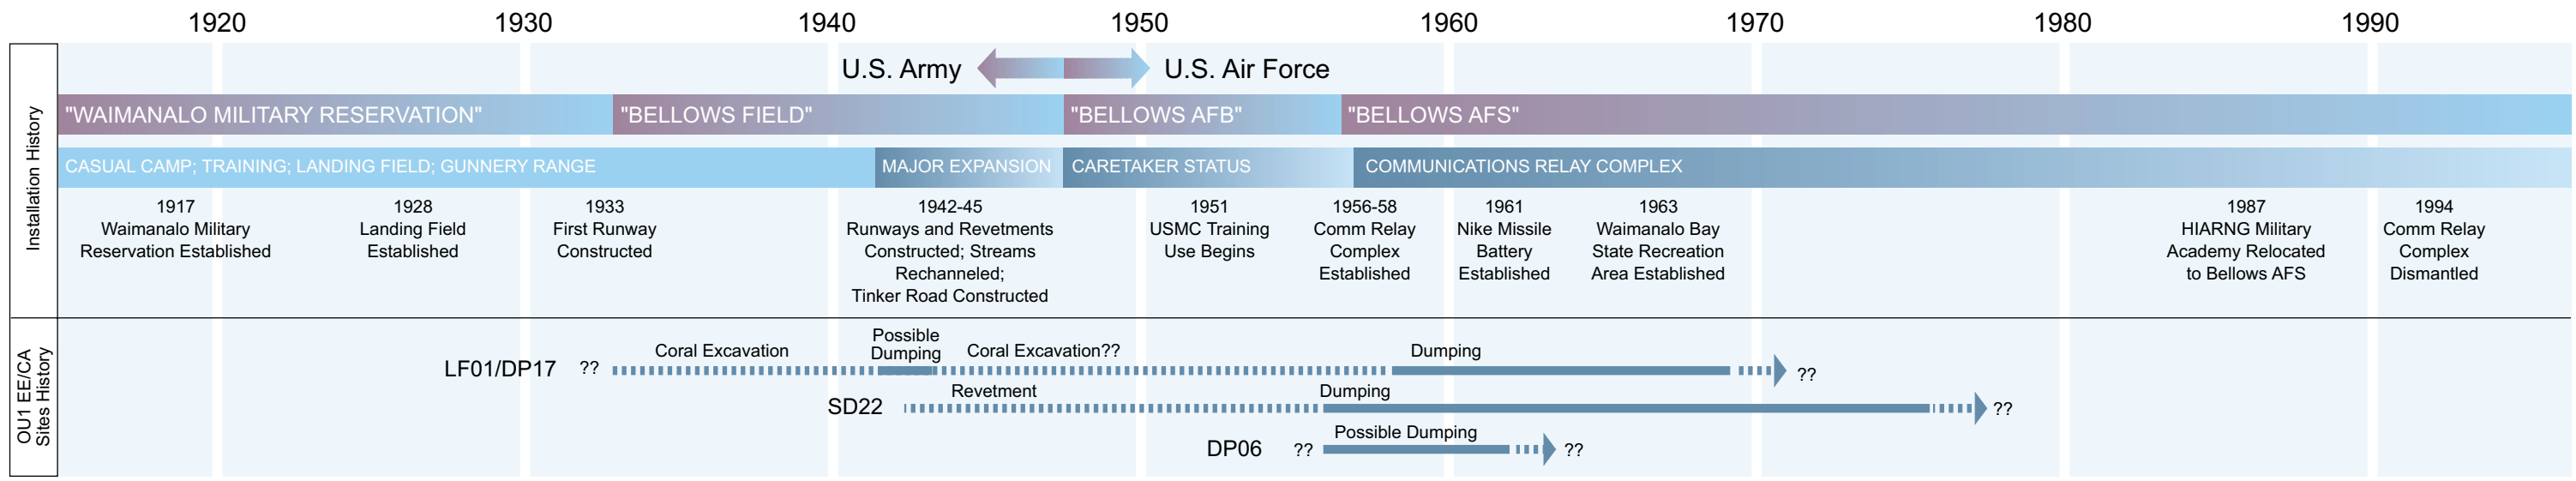 1920 1930 1940 1950 1960 1970 1980 1990
U.S. Army U.S. Air Force
Installation History
"WAIMANALO MILITARY RESERVATION" "BELLOWS FIELD" "BELLOWS AFB" "BELLOWS AFS"
CASUAL CAMP; TRAINING; LANDING FIELD; GUNNERY RANGE MAJOR EXPANSION CARETAKER STATUS COMMUNICATIONS RELAY COMPLEX
1917
Waimanalo Military
Reservation Established
1928
Landing Field
Established
1933
First Runway
Constructed
1942-45
Runways and Revetments
Constructed; Streams
Rechanneled;
Tinker Road Constructed
1951
USMC Training
Use Begins
1956-58
Comm Relay
Complex
Established
1961
Nike Missile
Battery
Established
1963
Waimanalo Bay
State Recreation
Area Established
1987
HIARNG Military
Academy Relocated
to Bellows AFS
1994
Comm Relay
Complex
Dismantled
OU1 EE/CA
Sites History
LF01/DP17 ??
Coral Excavation
Possible
Dumping
Coral Excavation??
Dumping
??
SD22
Revetment
Dumping
??
DP06 ??
Possible Dumping
??